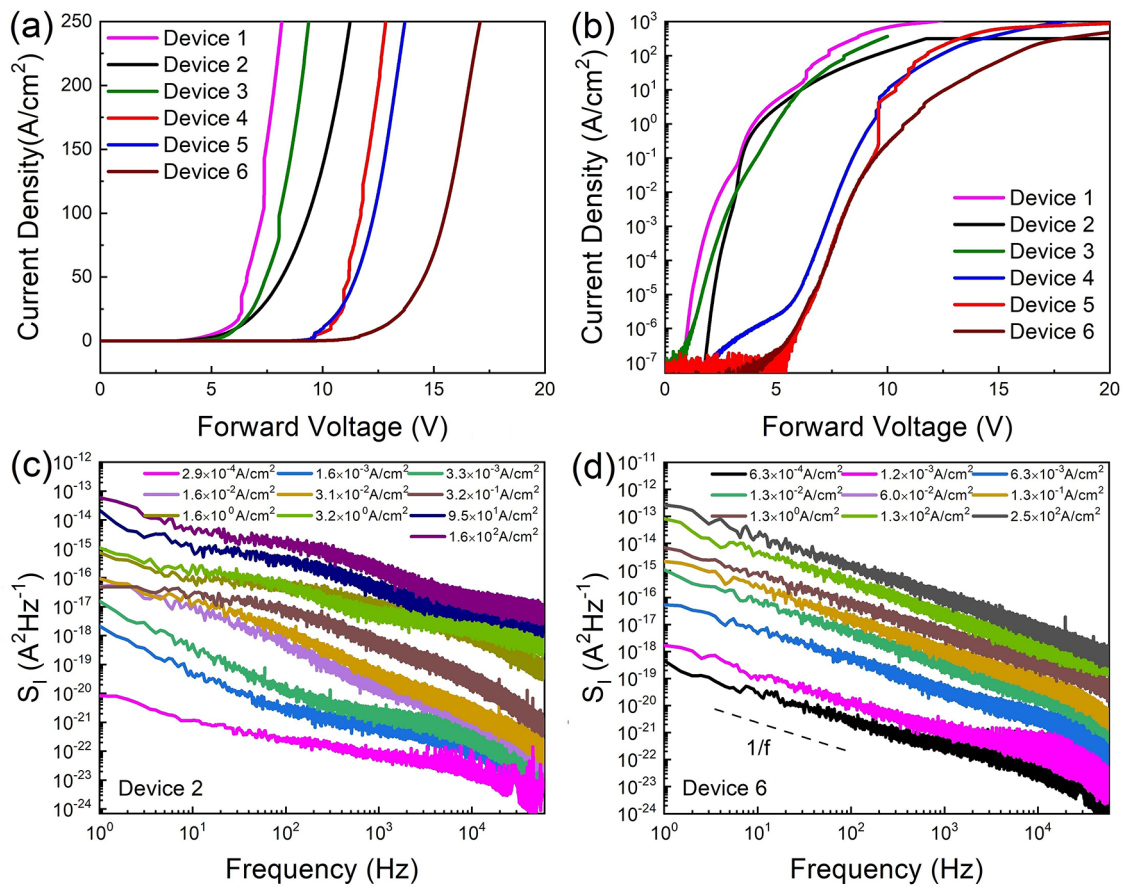 (a)
250
200
150
100
50
0
Current Density(A/cm²)
Device 1
Device 2
Device 3
Device 4
Device 5
Device 6
0 5 10 15 20
Forward Voltage (V)
(b)
10³
10²
10¹
10⁰
10⁻¹
10⁻²
10⁻³
10⁻⁴
10⁻⁵
10⁻⁶
10⁻⁷
Current Density (A/cm²)
Device 1
Device 2
Device 3
Device 4
Device 5
Device 6
0 5 10 15 20
Forward Voltage (V)
(c)
10⁻¹²
10⁻¹³
10⁻¹⁴
10⁻¹⁵
10⁻¹⁶
10⁻¹⁷
10⁻¹⁸
10⁻¹⁹
10⁻²⁰
10⁻²¹
10⁻²²
10⁻²³
10⁻²⁴
S_I (A²Hz⁻¹)
2.9×10⁻⁴A/cm² 1.6×10⁻³A/cm² 3.3×10⁻³A/cm²
1.6×10⁻²A/cm² 3.1×10⁻²A/cm² 3.2×10⁻¹A/cm²
1.6×10⁰A/cm² 3.2×10⁰A/cm² 9.5×10¹A/cm²
1.6×10²A/cm²
Device 2
10⁰ 10¹ 10² 10³ 10⁴
Frequency (Hz)
(d)
10⁻¹¹
10⁻¹²
10⁻¹³
10⁻¹⁴
10⁻¹⁵
10⁻¹⁶
10⁻¹⁷
10⁻¹⁸
10⁻¹⁹
10⁻²⁰
10⁻²¹
10⁻²²
10⁻²³
10⁻²⁴
S_I (A²Hz⁻¹)
6.3×10⁻⁴A/cm² 1.2×10⁻³A/cm² 6.3×10⁻³A/cm²
1.3×10⁻²A/cm² 6.0×10⁻²A/cm² 1.3×10⁻¹A/cm²
1.3×10⁰A/cm² 1.3×10²A/cm² 2.5×10²A/cm²
1/f
Device 6
10⁰ 10¹ 10² 10³ 10⁴
Frequency (Hz)